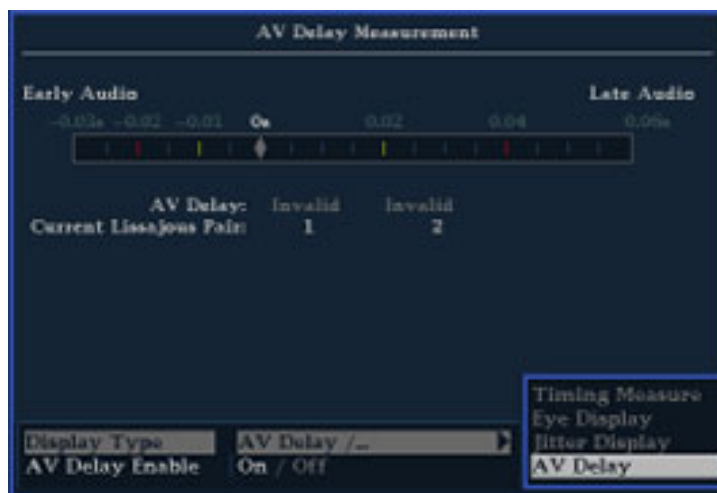 AV Delay Measurement
Early Audio Late Audio
-0.03s -0.02 -0.01 0s 0.02 0.04 0.06s
AV Delay: Invalid Invalid
Current Lissajous Pair: 1 2
Timing Measure
Eye Display
Jitter Display
AV Delay
Display Type AV Delay /...
AV Delay Enable On / Off